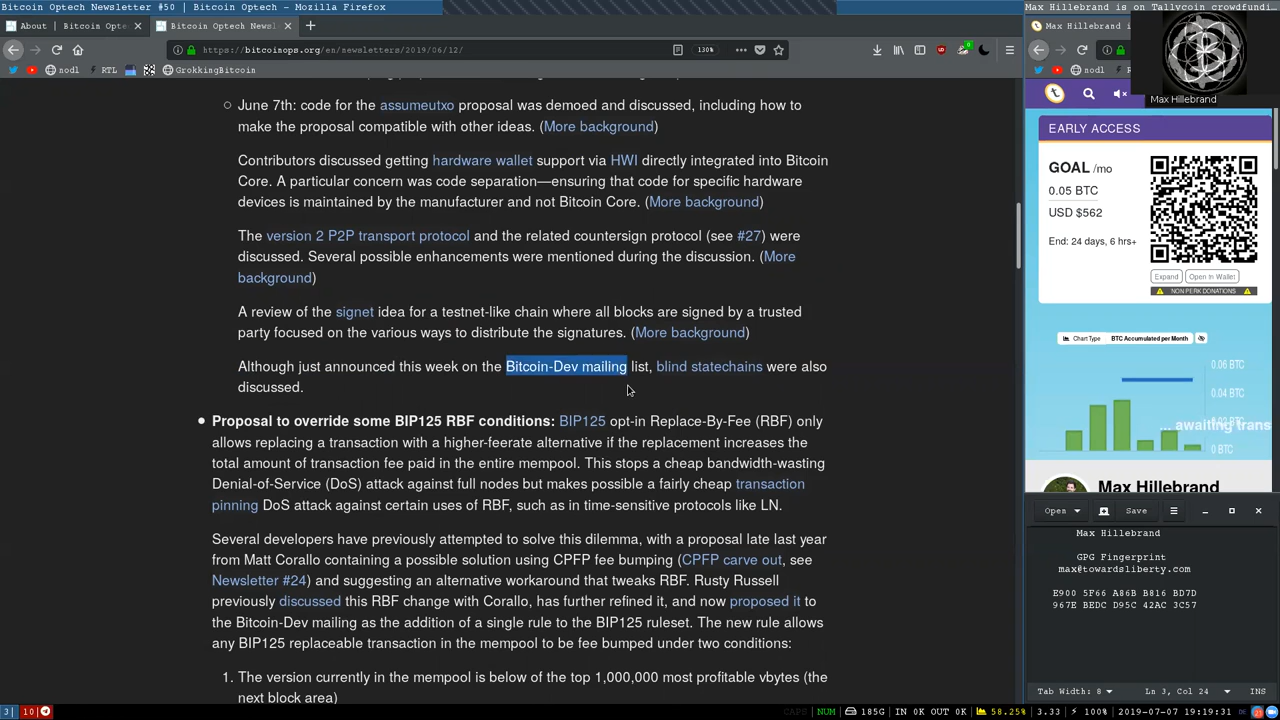 Bitcoin Optech Newsletter #50 | Bitcoin Optech - Mozilla Firefox
Max Hillebrand is on Tallycoin crowdfundi
About | Bitcoin Opte
Bitcoin Optech Newsl
Max Hillebrand i
https://bitcoinops.org/en/newsletters/2019/06/12/
130%
nodl
RTL
GrokkingBitcoin
nodl
Max Hillebrand
June 7th: code for the assumeutxo proposal was demoed and discussed, including how to
make the proposal compatible with other ideas. (More background)
Contributors discussed getting hardware wallet support via HWI directly integrated into Bitcoin
Core. A particular concern was code separation—ensuring that code for specific hardware
devices is maintained by the manufacturer and not Bitcoin Core. (More background)
The version 2 P2P transport protocol and the related countersign protocol (see #27) were
discussed. Several possible enhancements were mentioned during the discussion. (More
background)
A review of the signet idea for a testnet-like chain where all blocks are signed by a trusted
party focused on the various ways to distribute the signatures. (More background)
Although just announced this week on the Bitcoin-Dev mailing list, blind statechains were also
discussed.
Proposal to override some BIP125 RBF conditions: BIP125 opt-in Replace-By-Fee (RBF) only
allows replacing a transaction with a higher-feerate alternative if the replacement increases the
total amount of transaction fee paid in the entire mempool. This stops a cheap bandwidth-wasting
Denial-of-Service (DoS) attack against full nodes but makes possible a fairly cheap transaction
pinning DoS attack against certain uses of RBF, such as in time-sensitive protocols like LN.
Several developers have previously attempted to solve this dilemma, with a proposal late last year
from Matt Corallo containing a possible solution using CPFP fee bumping (CPFP carve out, see
Newsletter #24) and suggesting an alternative workaround that tweaks RBF. Rusty Russell
previously discussed this RBF change with Corallo, has further refined it, and now proposed it to
the Bitcoin-Dev mailing as the addition of a single rule to the BIP125 ruleset. The new rule allows
any BIP125 replaceable transaction in the mempool to be fee bumped under two conditions:
1. The version currently in the mempool is below of the top 1,000,000 most profitable vbytes (the
next block area)
EARLY ACCESS
GOAL /mo
0.05 BTC
USD $562
End: 24 days, 6 hrs+
Expand
Open in Wallet
NON PERK DONATIONS
Chart Type
BTC Accumulated per Month
0.06 BTC
0.04 BTC
0.02 BTC
... awaiting trans
0 BTC
Max Hillebrand
Open
Save
Max Hillebrand
GPG Fingerprint
max@towardsliberty.com
E900 5F66 A86B B816 BD7D
967E BEDC D95C 42AC 3C57
Tab Width: 8
Ln 3, Col 24
INS
3
10
CAPS
NUM
185G
IN 0K OUT 0K
58.25%
3.33
100%
2019-07-07
19:19:31
DE